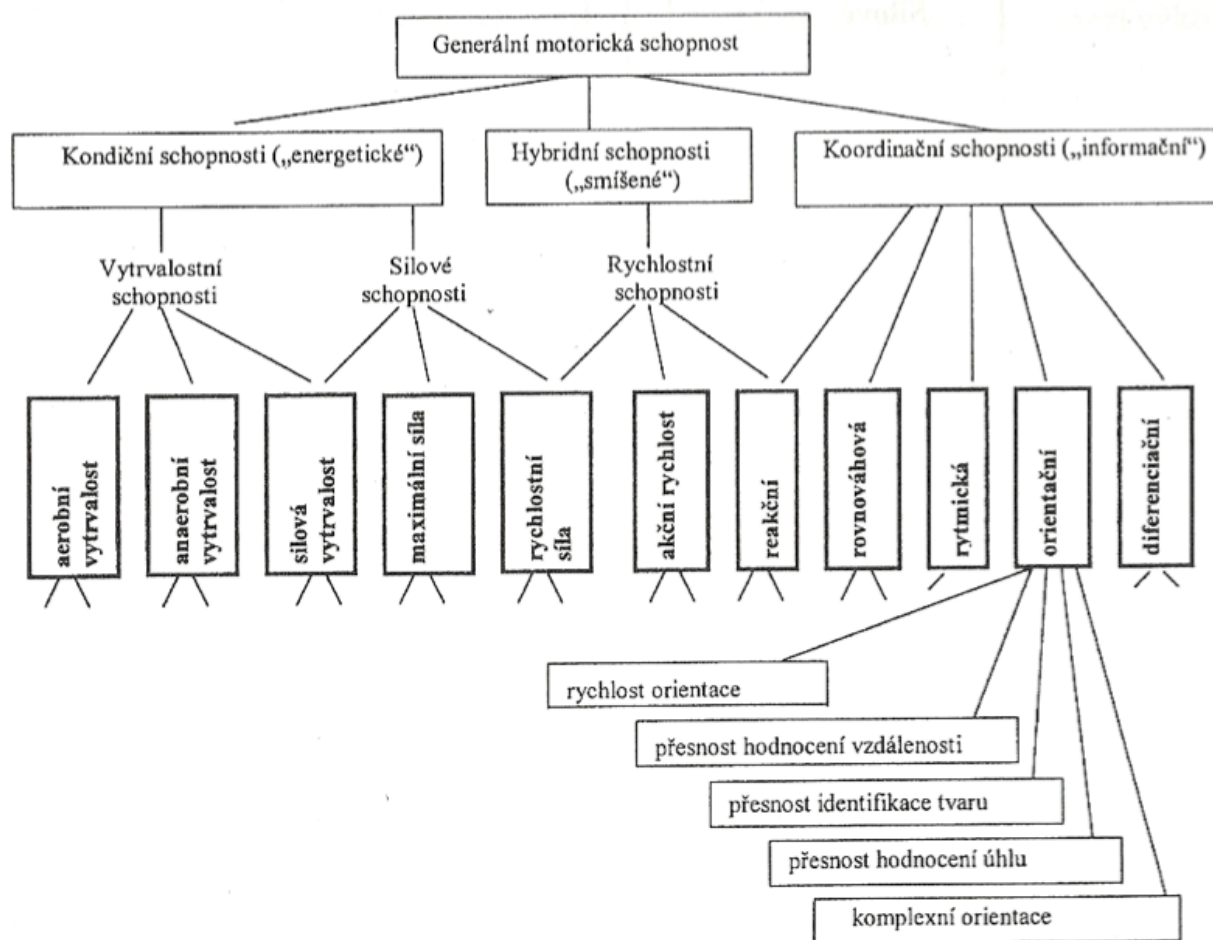 Generální motorická schopnost
Kondiční schopnosti („energetické“)
Hybridní schopnosti
(„smíšené“)
Koordinační schopnosti („informační“)
Vytrvalostní
schopnosti
Silové
schopnosti
Rychlostní
schopnosti
aerobní
vytrvalost
anaerobní
vytrvalost
silová
vytrvalost
maximální síla
rychlostní
síla
akční rychlost
reakční
rovnováhová
rytmická
orientační
diferenciační
rychlost orientace
přesnost hodnocení vzdálenosti
přesnost identifikace tvaru
přesnost hodnocení úhlu
komplexní orientace